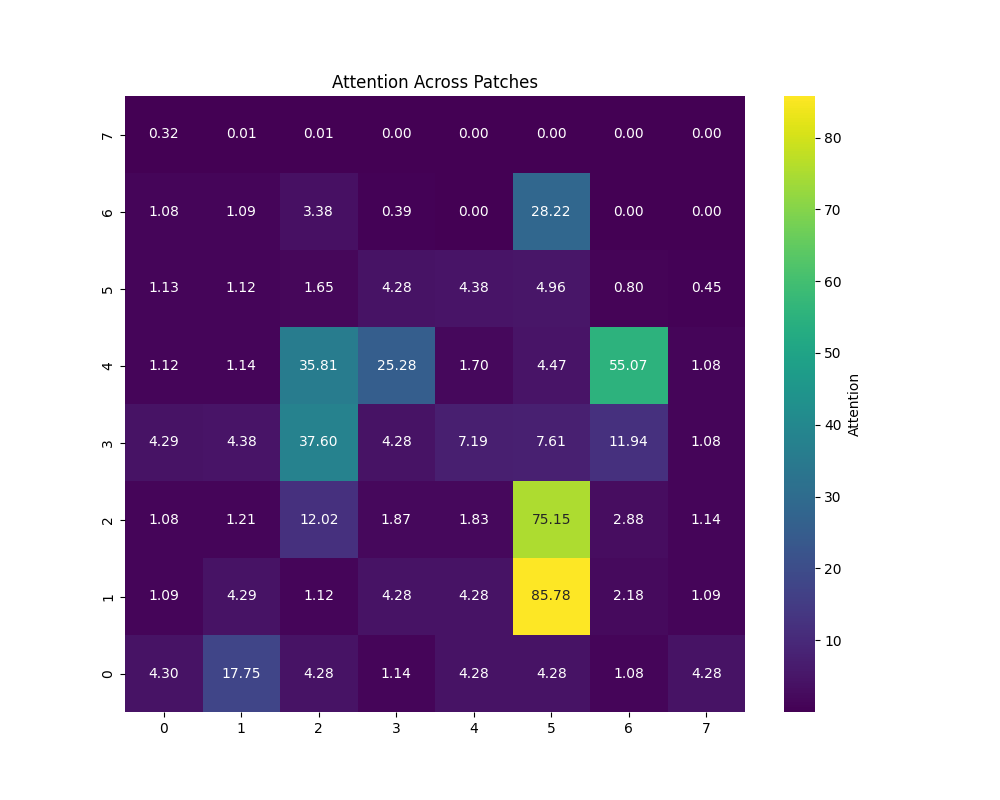 Attention Across Patches
7 0.32 0.01 0.01 0.00 0.00 0.00 0.00 0.00 80
6 1.08 1.09 3.38 0.39 0.00 28.22 0.00 0.00 70
5 1.13 1.12 1.65 4.28 4.38 4.96 0.80 0.45 60
4 1.12 1.14 35.81 25.28 1.70 4.47 55.07 1.08 50
Attention
3 4.29 4.38 37.60 4.28 7.19 7.61 11.94 1.08 40
2 1.08 1.21 12.02 1.87 1.83 75.15 2.88 1.14 30
1 1.09 4.29 1.12 4.28 4.28 85.78 2.18 1.09 20
0 4.30 17.75 4.28 1.14 4.28 4.28 1.08 4.28 10
0 1 2 3 4 5 6 7